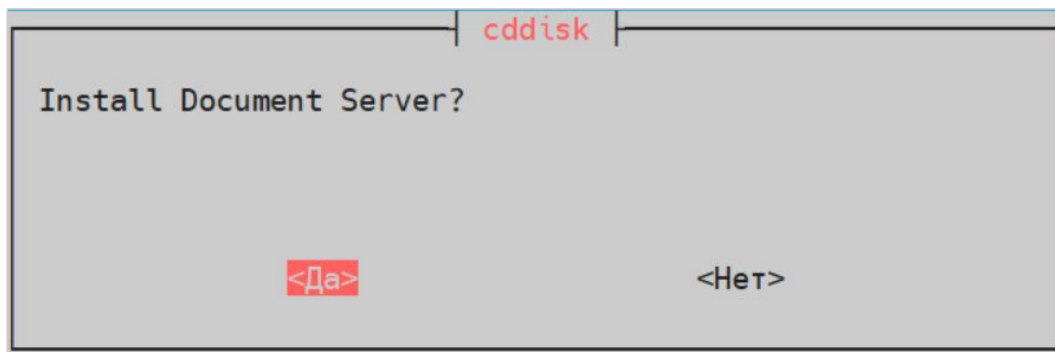 cddisk
Install Document Server?
<Да> <Нет>